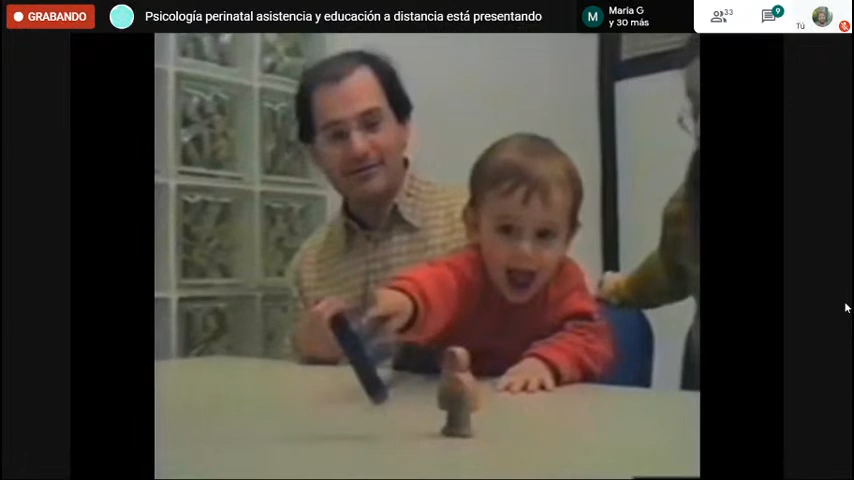 GRABANDO
Psicología perinatal asistencia y educación a distancia está presentando
M
Maria G
y 30 más
33
9
Tú